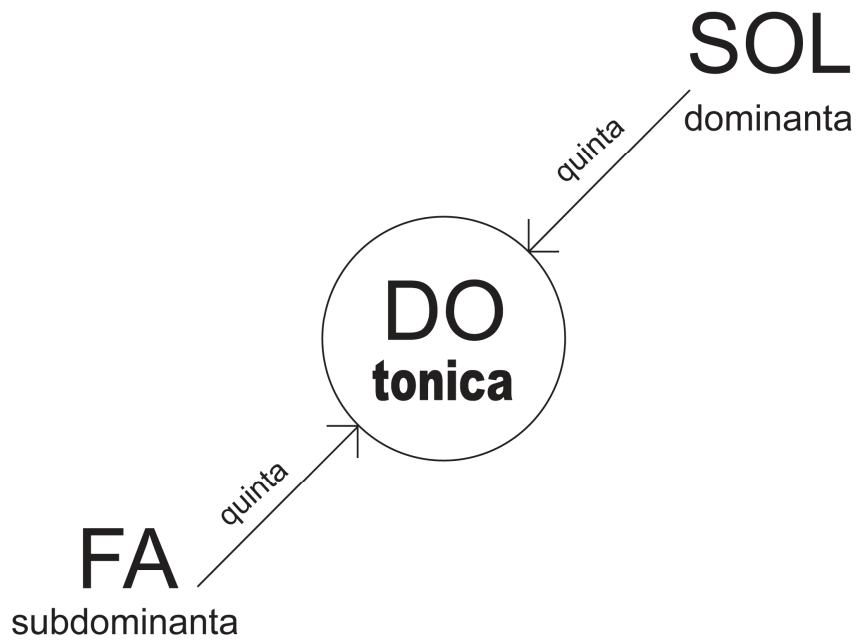 SOL
dominanta
quinta
DO
tonica
quinta
FA
subdominanta